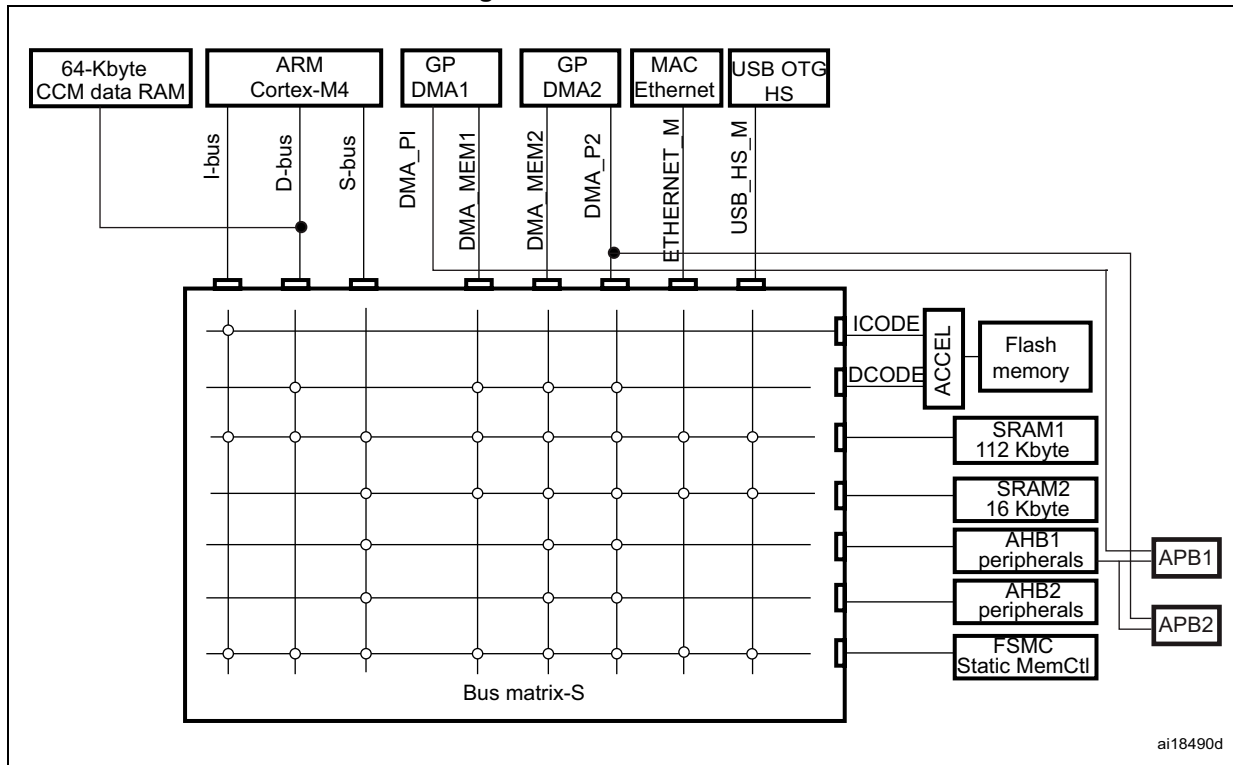 64-Kbyte
CCM data RAM
ARM
Cortex-M4
GP
DMA1
GP
DMA2
MAC
Ethernet
USB OTG
HS
I-bus
D-bus
S-bus
DMA_PI
DMA_MEM1
DMA_MEM2
DMA_P2
ETHERNET_M
USB_HS_M
ICODE
DCODE
ACCEL
Flash
memory
SRAM1
112 Kbyte
SRAM2
16 Kbyte
AHB1
peripherals
AHB2
peripherals
FSMC
Static MemCtl
APB1
APB2
Bus matrix-S
ai18490d